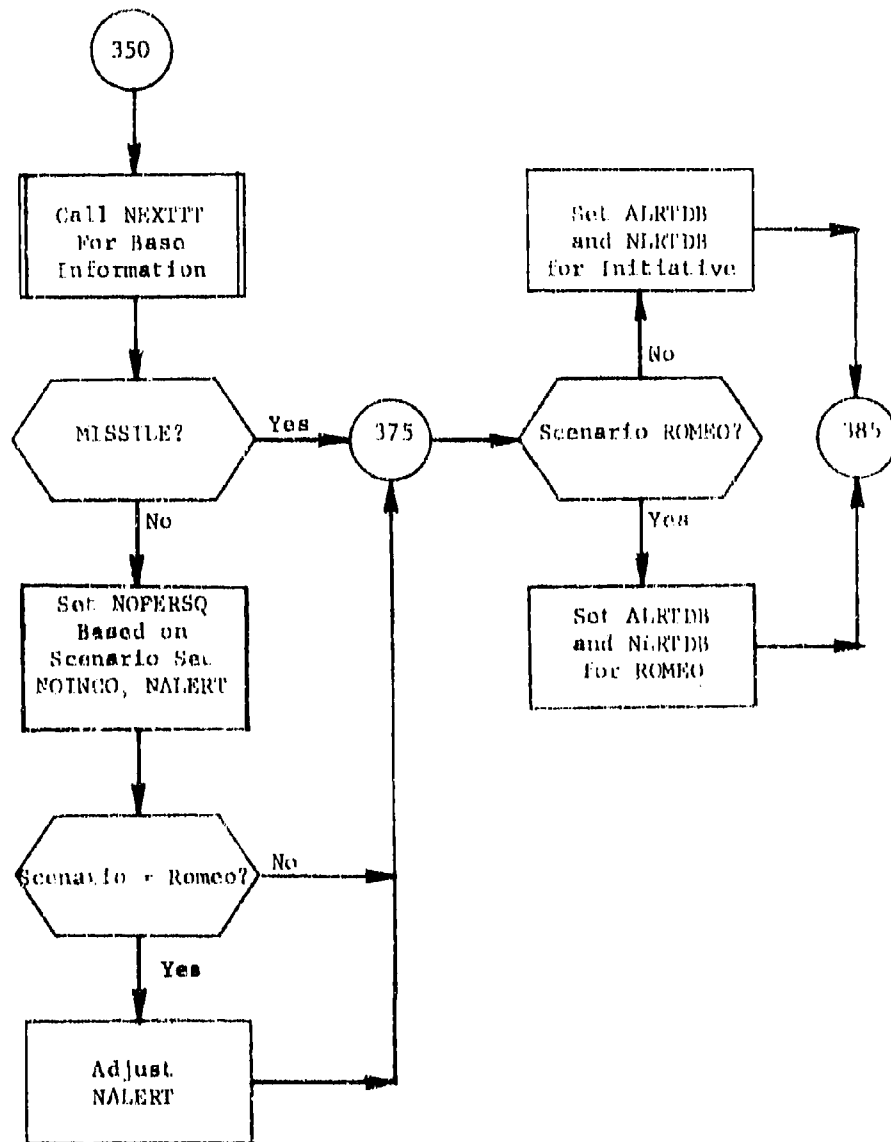 350
Call NEXTTT
For Base
Information
MISSILE?
Yes
No
Set NOPERSQ
Based on
Scenario Set
NOTNCO, NALERT
Scenario = Romeo?
No
Yes
Adjust
NALERT
375
Scenario ROMEO?
No
Yes
Set ALRTDB
and NLRTDB
for Initiative
Set ALRTDB
and NLRTDB
for ROMEO
385